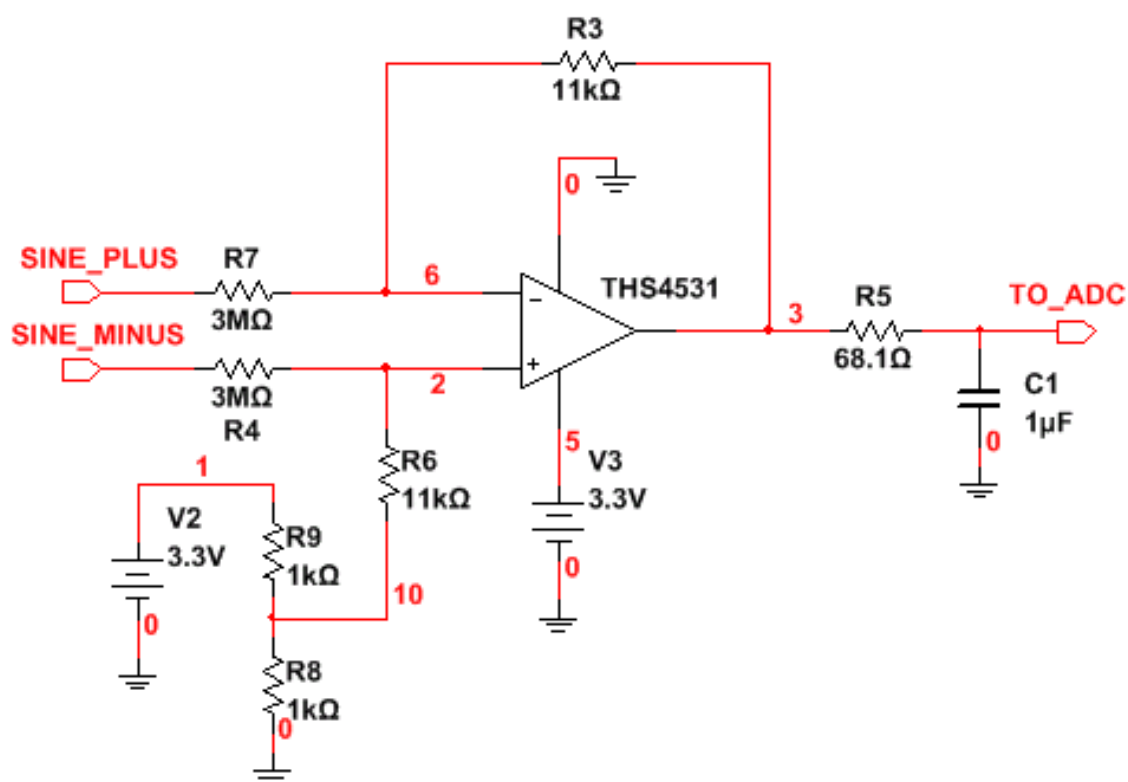 R3
11kΩ
0
SINE_PLUS
R7
6
THS4531
3MΩ
R5
3
TO_ADC
SINE_MINUS
68.1Ω
2
3MΩ
R4
C1
1µF
0
1
R6
11kΩ
5
V3
3.3V
V2
3.3V
R9
1kΩ
0
10
0
R8
1kΩ
0